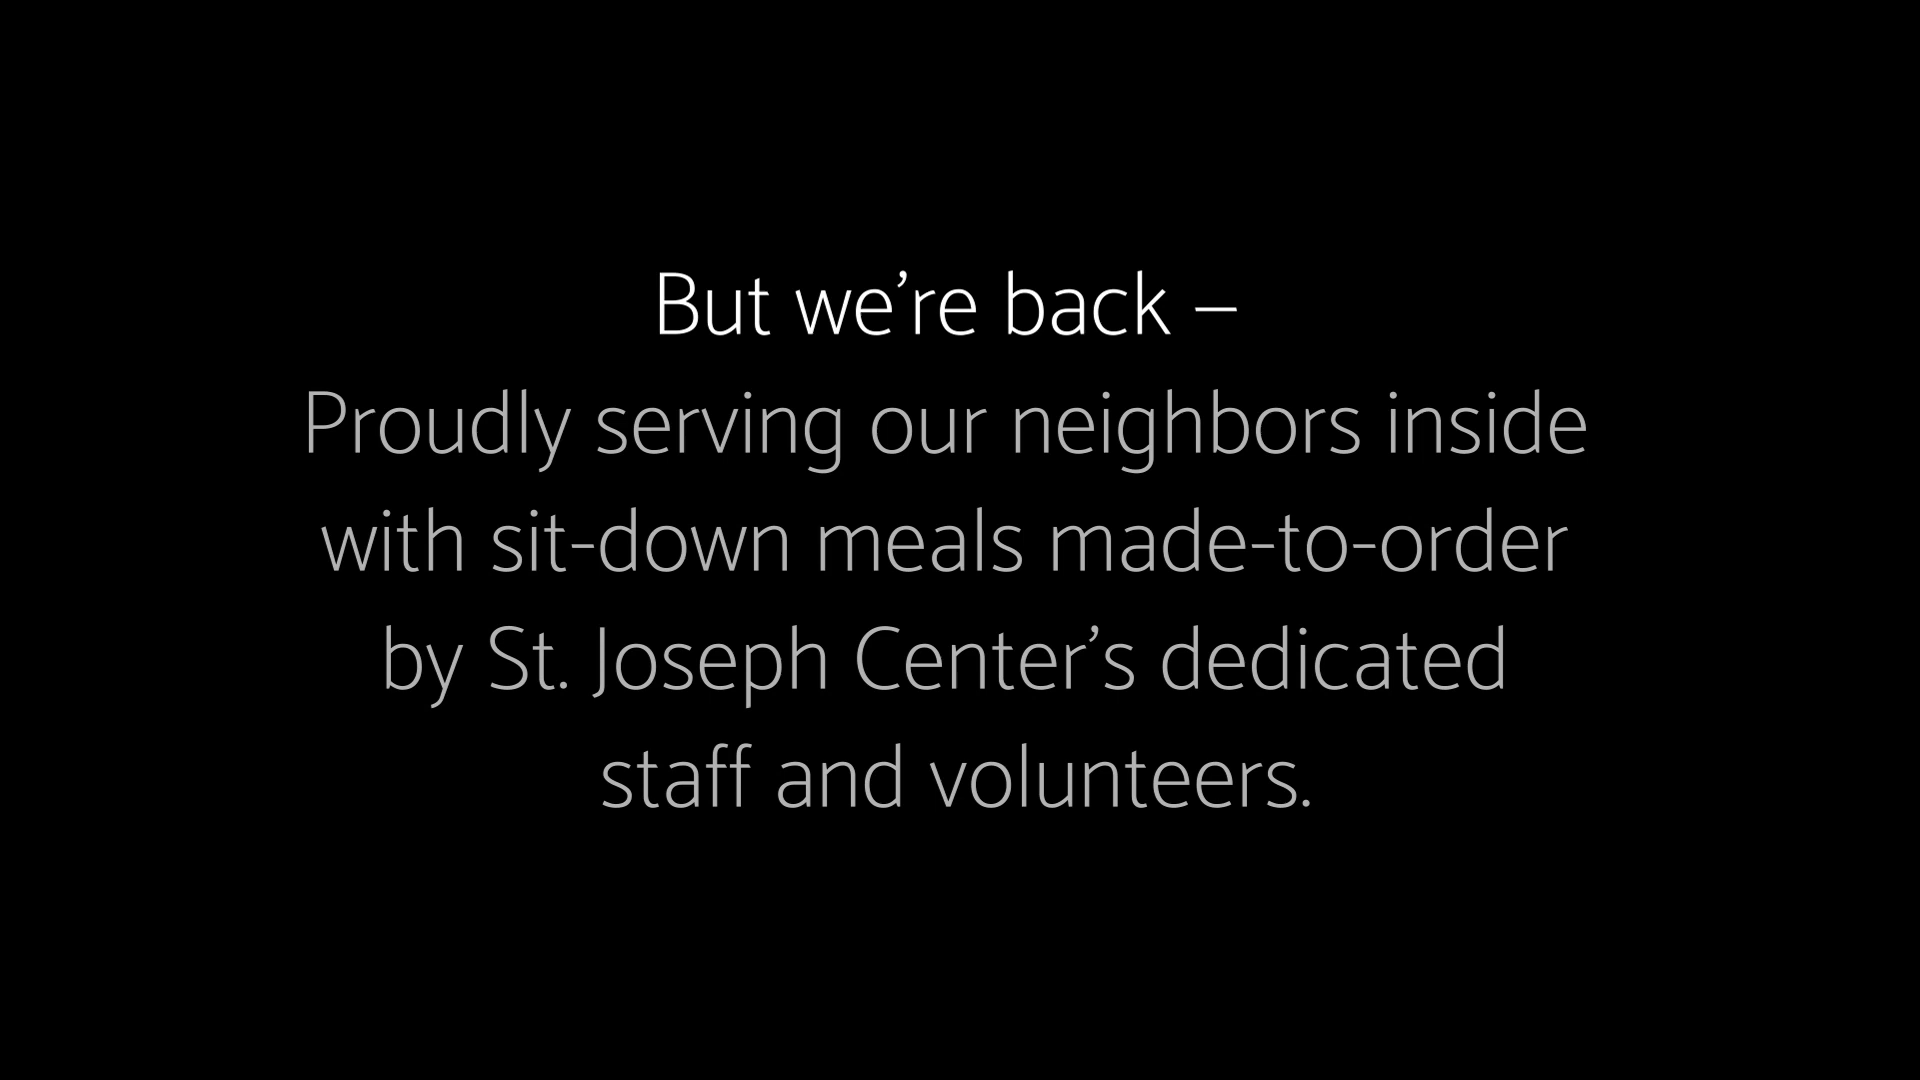 But we’re back –
Proudly serving our neighbors inside
with sit-down meals made-to-order
by St. Joseph Center’s dedicated
staff and volunteers.